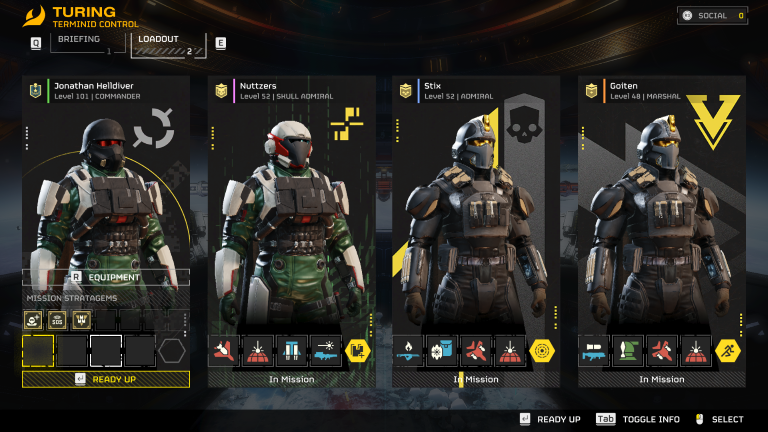 TURING
TERMINID CONTROL
SOCIAL 0
Q
BRIEFING
1
LOADOUT
2
E
Jonathan Helldiver
Level 101 | COMMANDER
Nuttzers
Level 52 | SKULL ADMIRAL
Stix
Level 52 | ADMIRAL
Goiten
Level 48 | MARSHAL
R EQUIPMENT
MISSION STRATAGEMS
SOS
READY UP
In Mission
In Mission
In Mission
READY UP
Tab TOGGLE INFO
SELECT